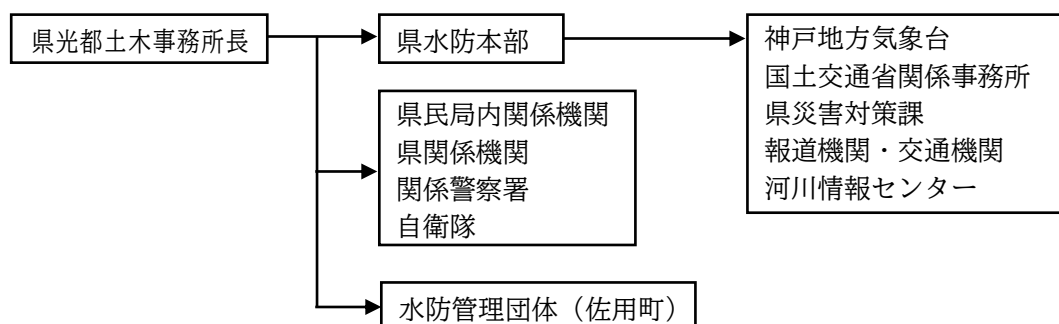 県光都土木事務所長
県水防本部
神戸地方気象台
国土交通省関係事務所
県災害対策課
報道機関・交通機関
河川情報センター
県民局内関係機関
県関係機関
関係警察署
自衛隊
水防管理団体（佐用町）